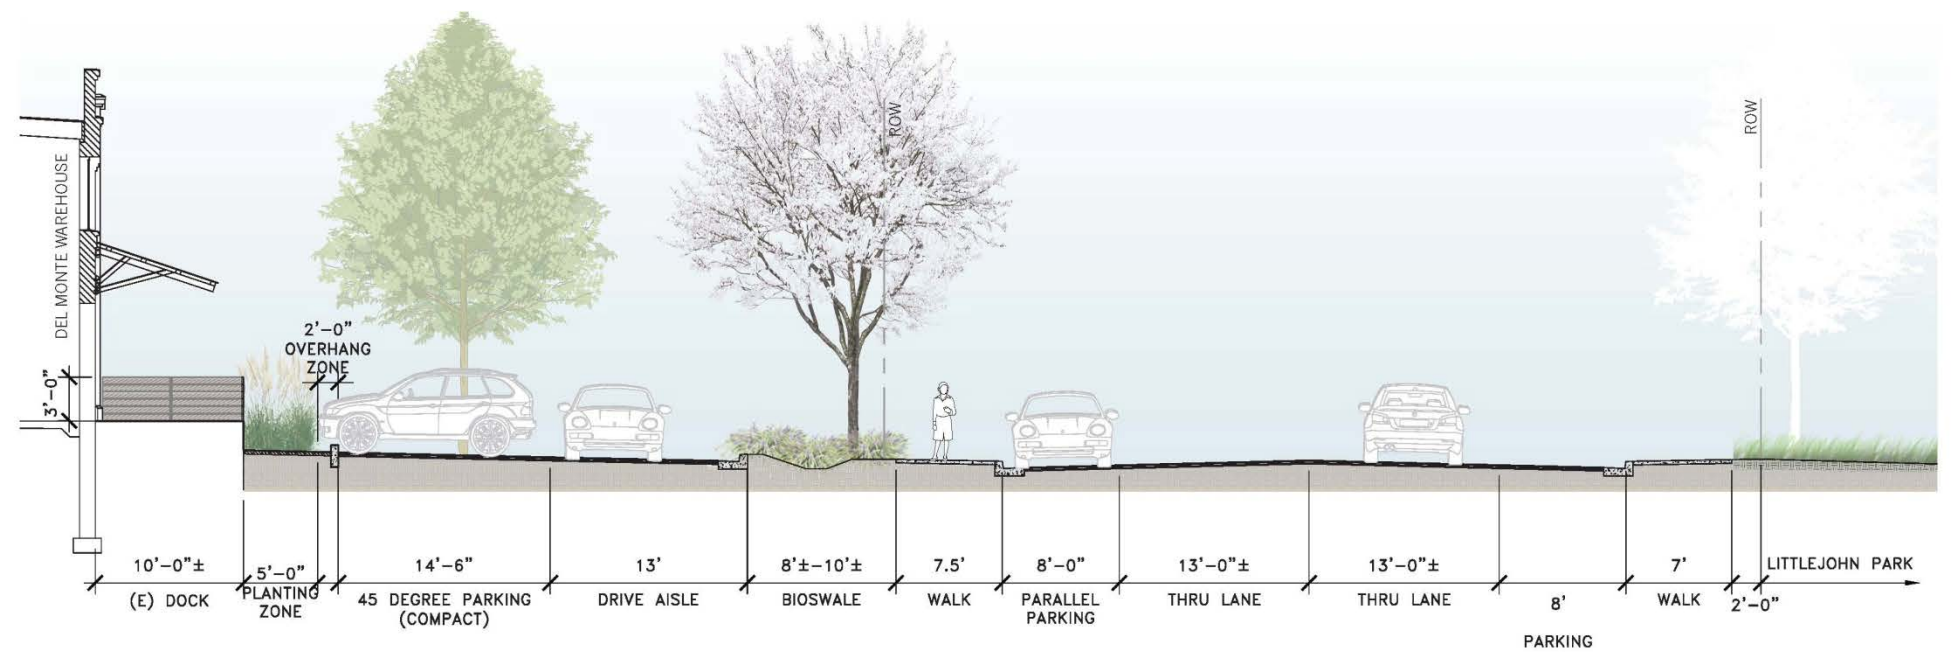 ROW
ROW
DEL MONTE WAREHOUSE
2'-0"
OVERHANG
ZONE
3'-0"
10'-0"±
(E) DOCK
5'-0"
PLANTING
ZONE
14'-6"
45 DEGREE PARKING
(COMPACT)
13'
DRIVE AISLE
8'±-10'±
BIOSWALE
7.5'
WALK
8'-0"
PARALLEL
PARKING
13'-0"±
THRU LANE
13'-0"±
THRU LANE
8'
PARKING
7'
WALK
2'-0"
LITTLEJOHN PARK